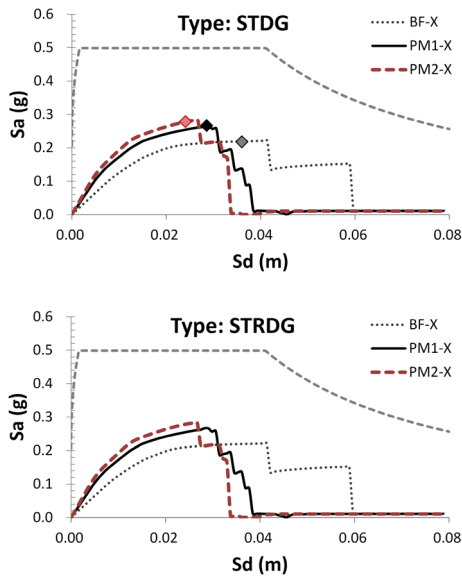 Type: STDG
BF-X
PM1-X
PM2-X
Sa (g)
0.6
0.5
0.4
0.3
0.2
0.1
0.0
0.00 0.02 0.04 0.06 0.08
Sd (m)
Type: STRDG
BF-X
PM1-X
PM2-X
Sa (g)
0.6
0.5
0.4
0.3
0.2
0.1
0.0
0.00 0.02 0.04 0.06 0.08
Sd (m)